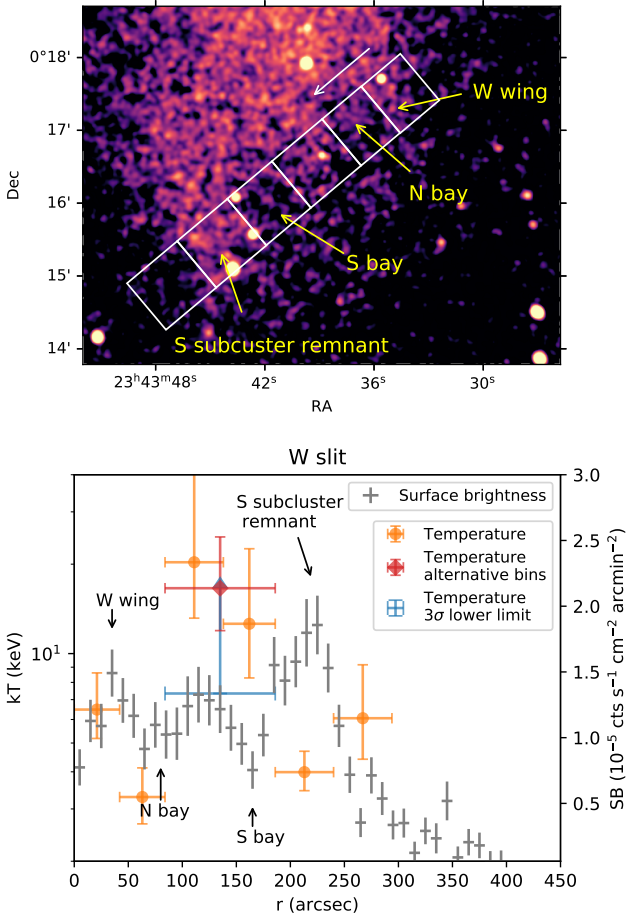 0°18'
17'
16'
15'
14'
Dec
W wing
N bay
S bay
S subcuster remnant
23ʰ43ᵐ48ˢ 42ˢ 36ˢ 30ˢ
RA
W slit
S subcluster
remnant
W wing
N bay
S bay
Surface brightness
Temperature
Temperature
alternative bins
Temperature
3σ lower limit
10¹
kT (keV)
3.0
2.5
2.0
1.5
1.0
0.5
SB (10⁻⁵ cts s⁻¹ cm⁻² arcmin⁻²)
0 50 100 150 200 250 300 350 400 450
r (arcsec)